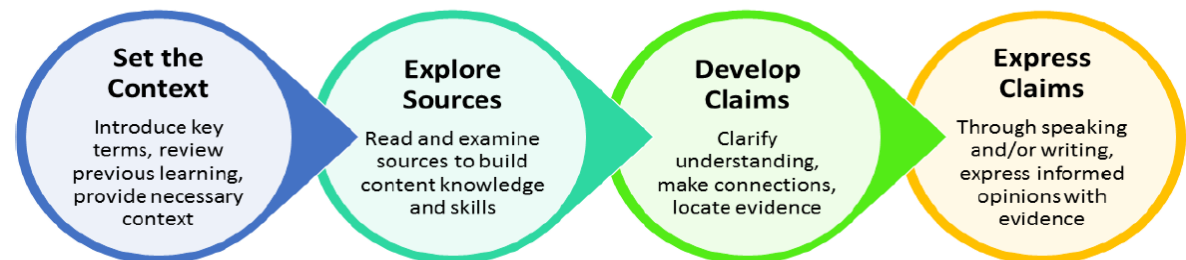 Set the
Context
Introduce key
terms, review
previous learning,
provide necessary
context
Explore
Sources
Read and examine
sources to build
content knowledge
and skills
Develop
Claims
Clarify
understanding,
make connections,
locate evidence
Express
Claims
Through speaking
and/or writing,
express informed
opinions with
evidence